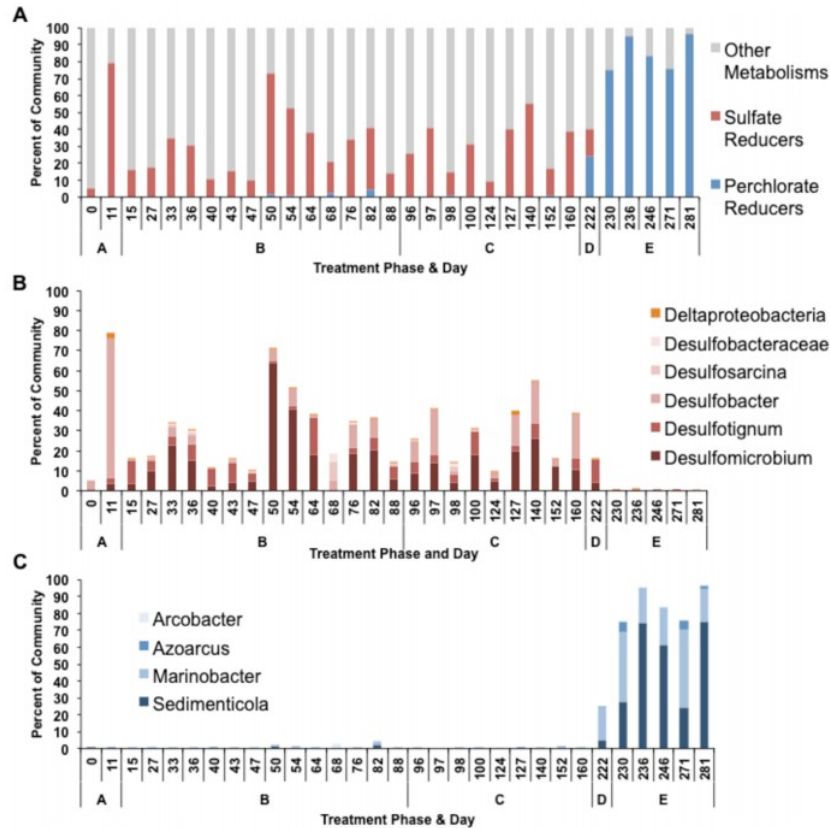 A
Percent of Community
100
90
80
70
60
50
40
30
20
10
0
Other
Metabolisms
Sulfate
Reducers
Perchlorate
Reducers
0 11 15 27 33 36 40 43 47 50 54 64 68 76 82 88 96 97 98 100 124 127 140 152 160 222 230 236 246 271 281
A B C D E
Treatment Phase & Day
B
Percent of Community
100
90
80
70
60
50
40
30
20
10
0
Deltaproteobacteria
Desulfobacteraceae
Desulfosarcina
Desulfobacter
Desulfotignum
Desulfomicrobium
0 11 15 27 33 36 40 43 47 50 54 64 68 76 82 88 96 97 98 100 124 127 140 152 160 222 230 236 246 271 281
A B C D E
Treatment Phase and Day
C
Percent of Community
100
90
80
70
60
50
40
30
20
10
0
Arcobacter
Azoarcus
Marinobacter
Sedimenticola
0 11 15 27 33 36 40 43 47 50 54 64 68 76 82 88 96 97 98 100 124 127 140 152 160 222 230 236 246 271 281
A B C D E
Treatment Phase & Day